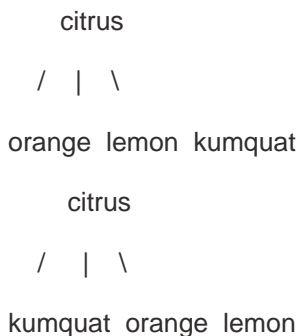 citrus
/ | \
orange lemon kumquat
citrus
/ | \
kumquat orange lemon